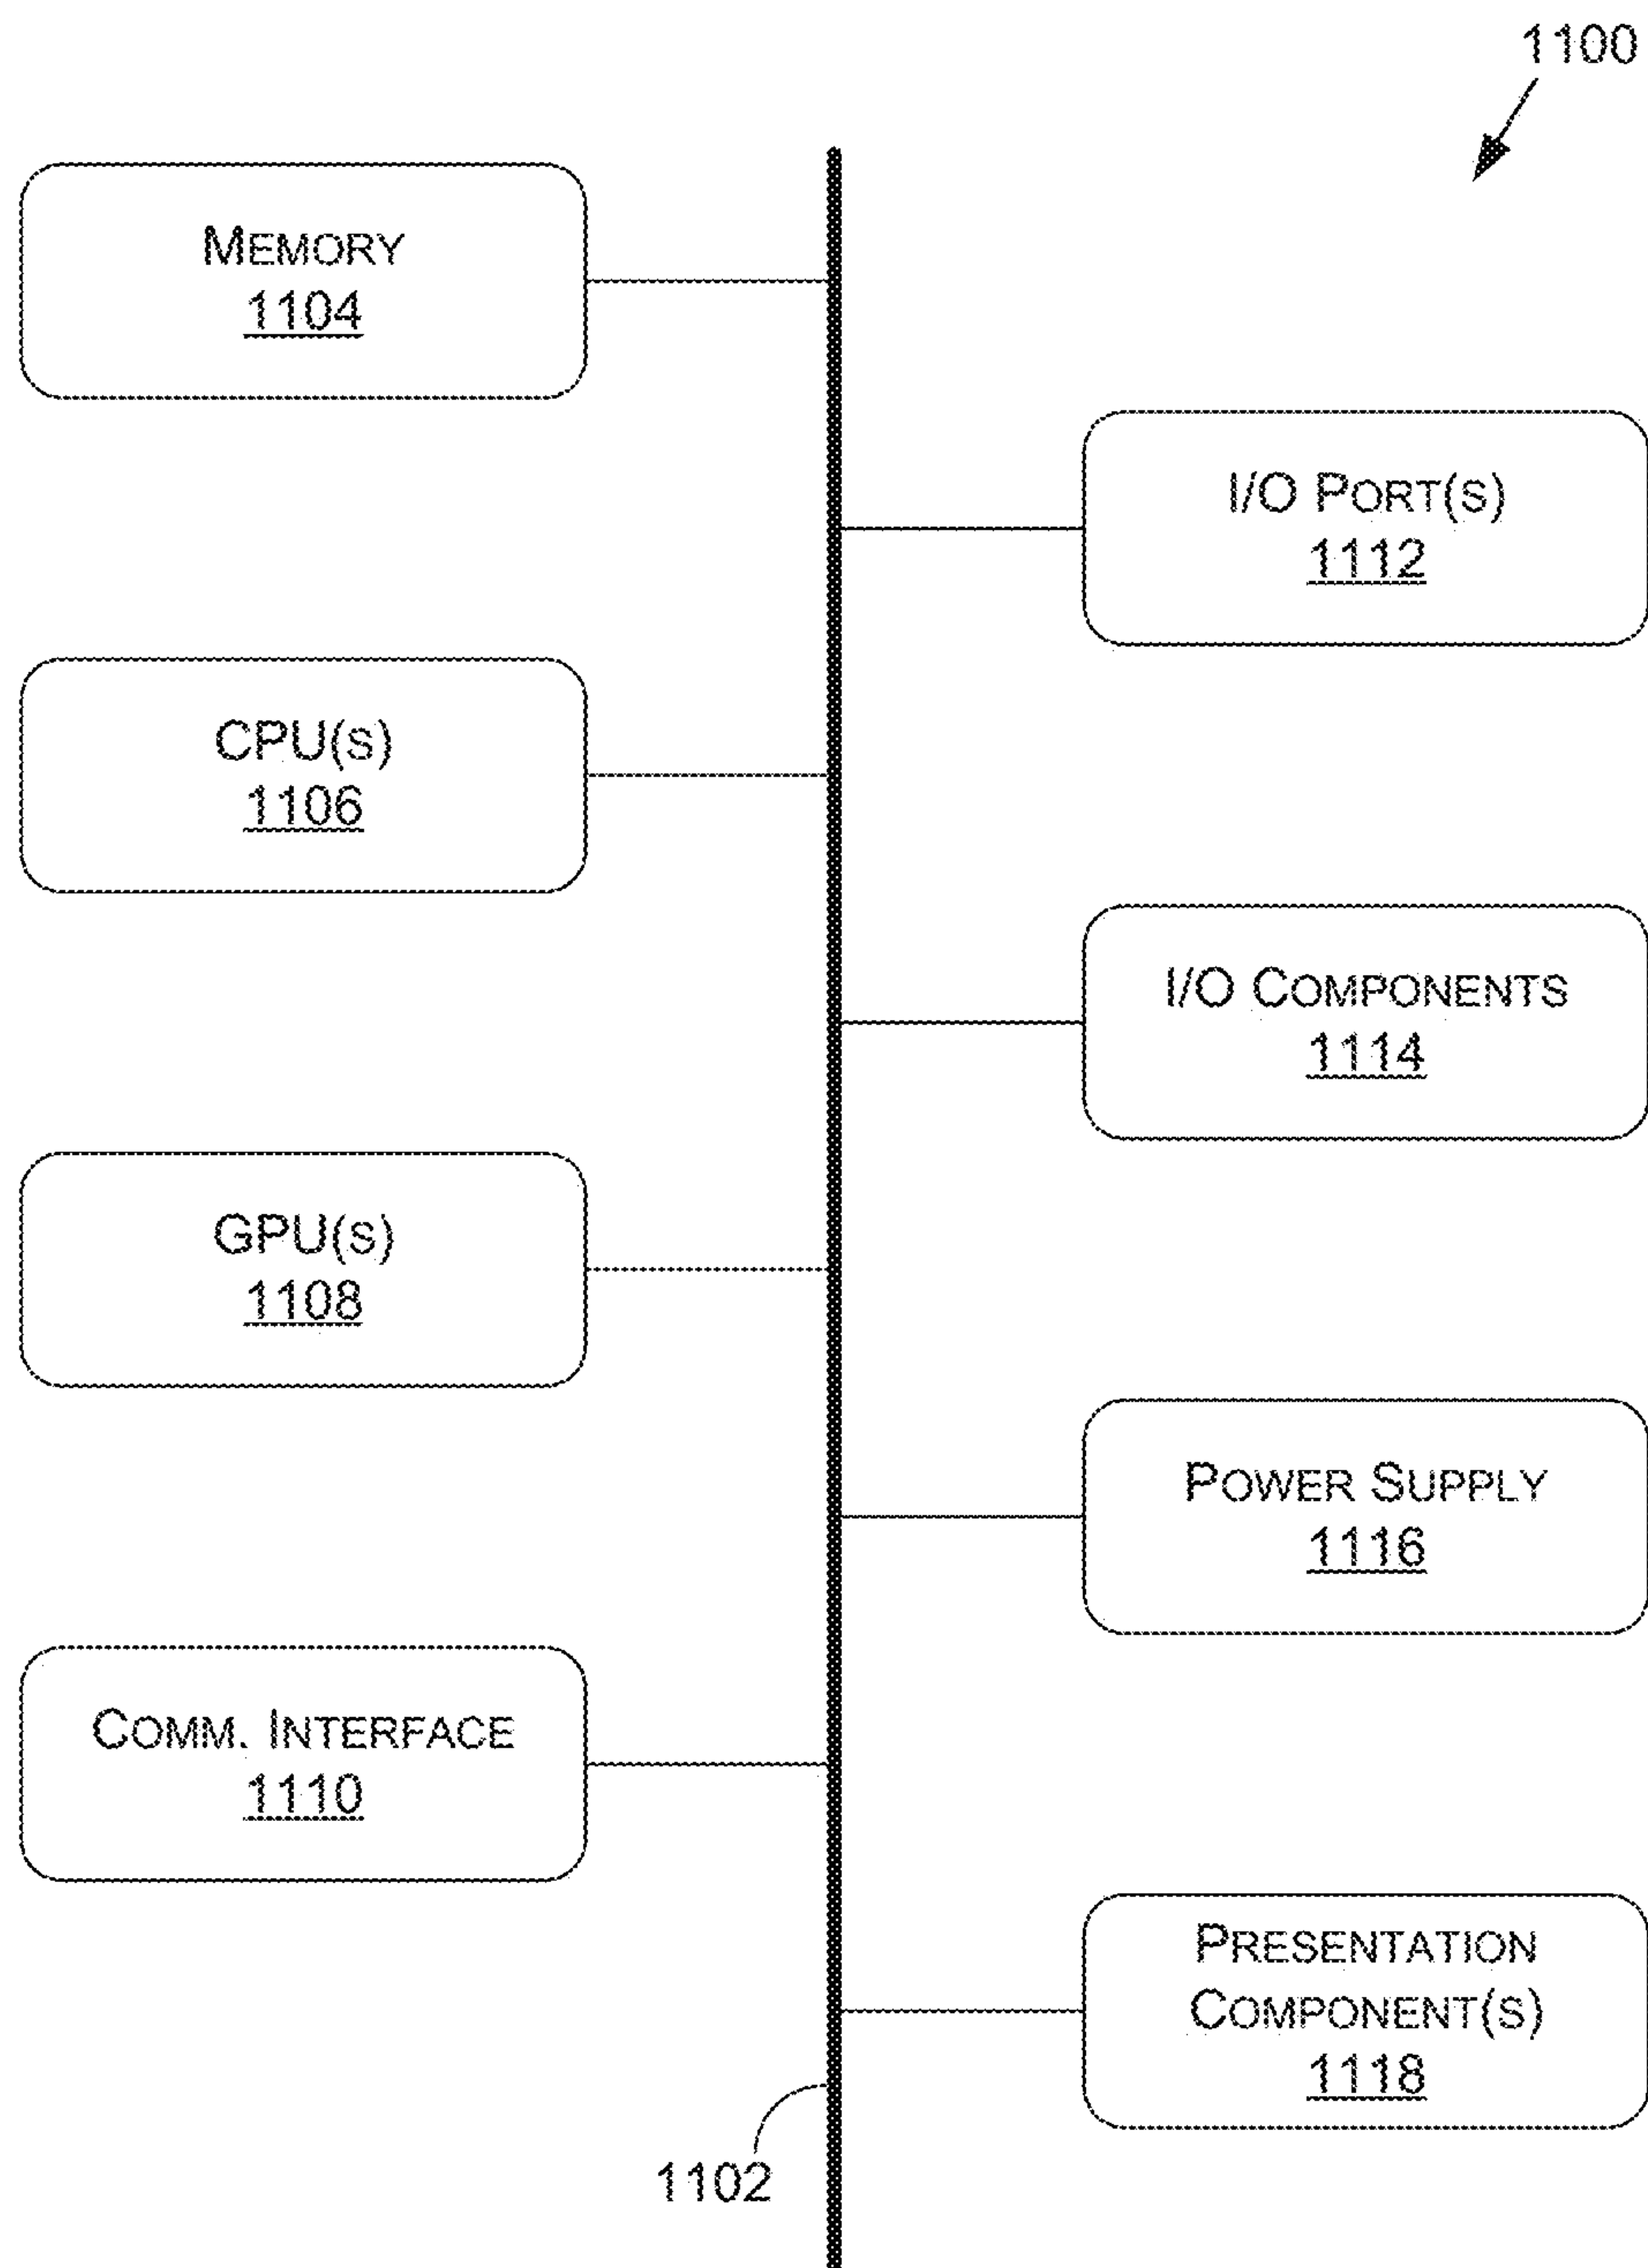 1100
MEMORY
1104
I/O PORT(S)
1112
CPU(S)
1106
I/O COMPONENTS
1114
GPU(S)
1108
POWER SUPPLY
1116
COMM. INTERFACE
1110
PRESENTATION
COMPONENT(S)
1118
1102